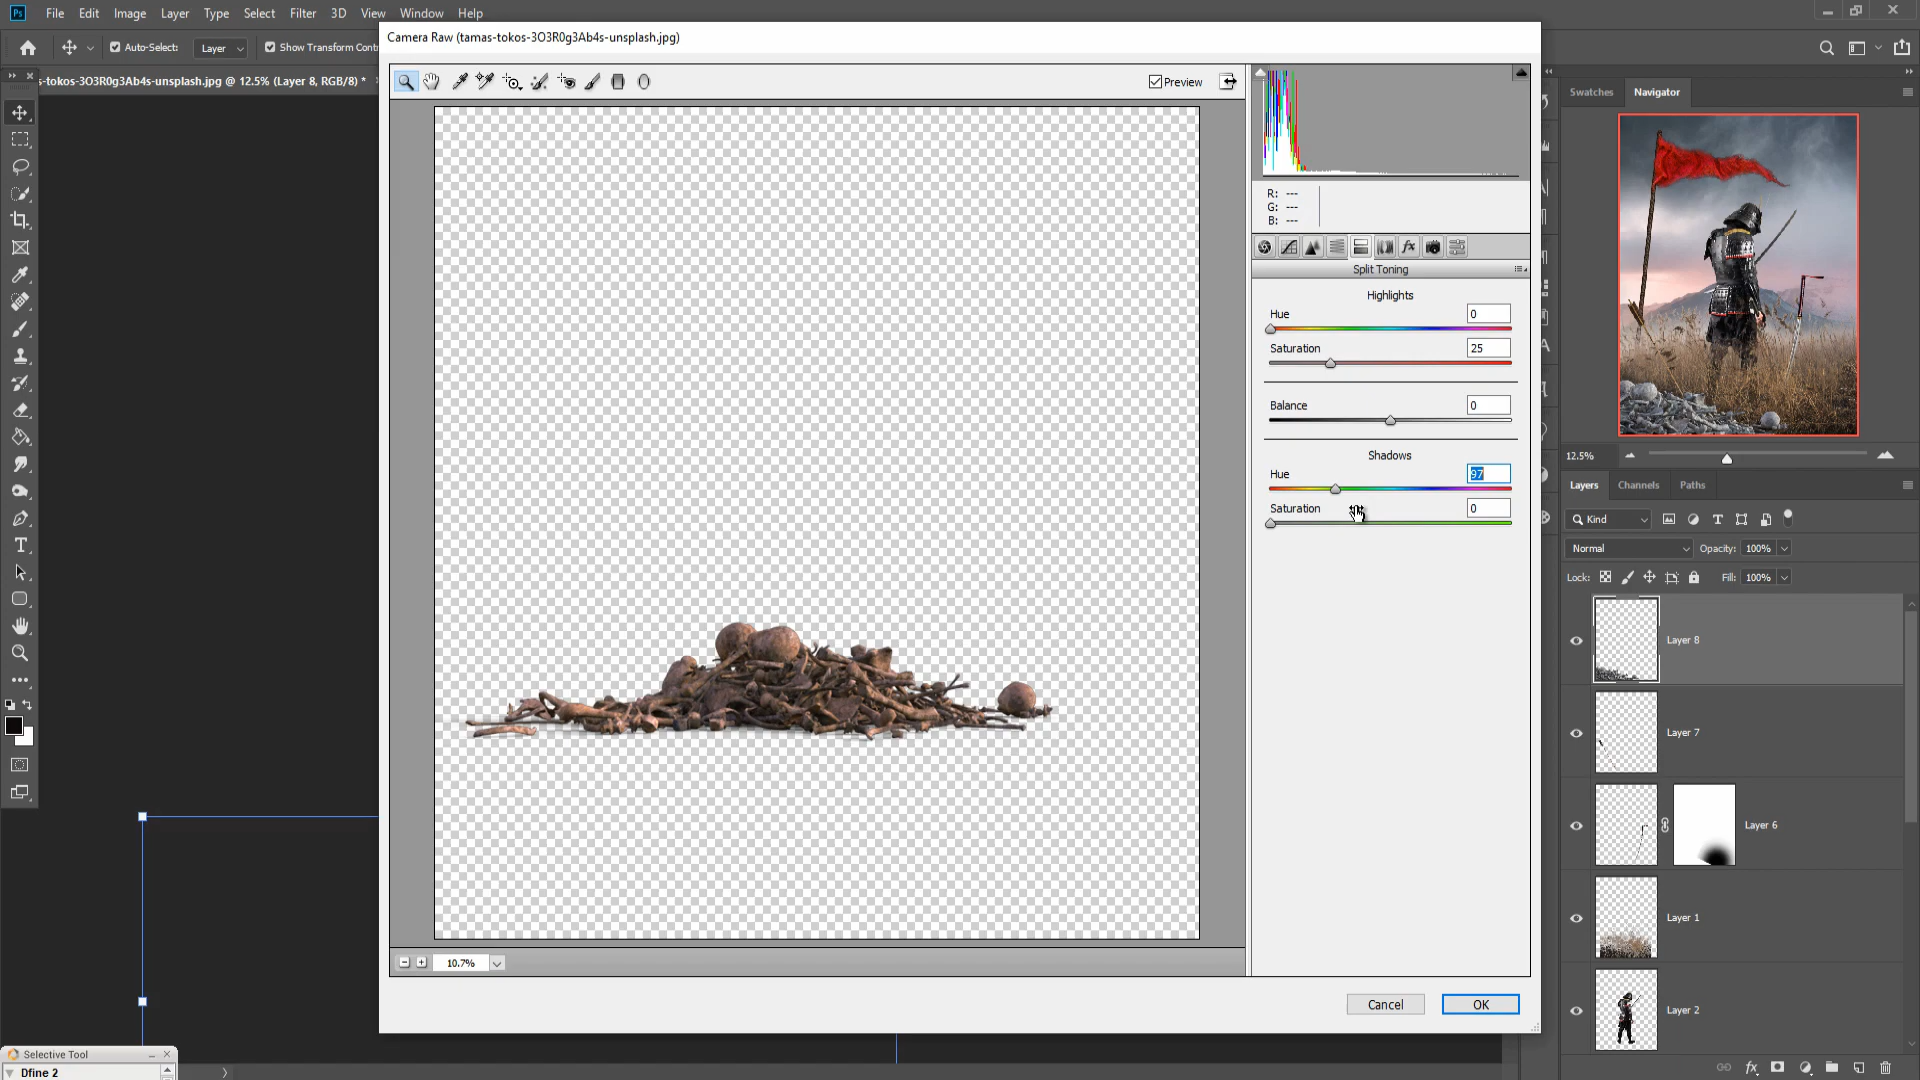 Ps File Edit Image Layer Type Select Filter 3D View Window Help
Camera Raw (tamas-tokos-3O3R0g3Ab4s-unsplash.jpg)
Auto-Select: Layer Show Transform Cont
s-tokos-3O3R0g3Ab4s-unsplash.jpg @ 12.5% (Layer 8, RGB/8) *
Preview
Swatches Navigator
R: ---
G: ---
B: ---
Split Toning
Highlights
Hue 0
Saturation 25
Balance 0
Shadows
Hue 97
Saturation 0
12.5%
Layers Channels Paths
Kind
Normal Opacity: 100%
Lock: Fill: 100%
Layer 8
Layer 7
Layer 6
Layer 1
Layer 2
10.7%
Cancel OK
Selective Tool
Dfine 2